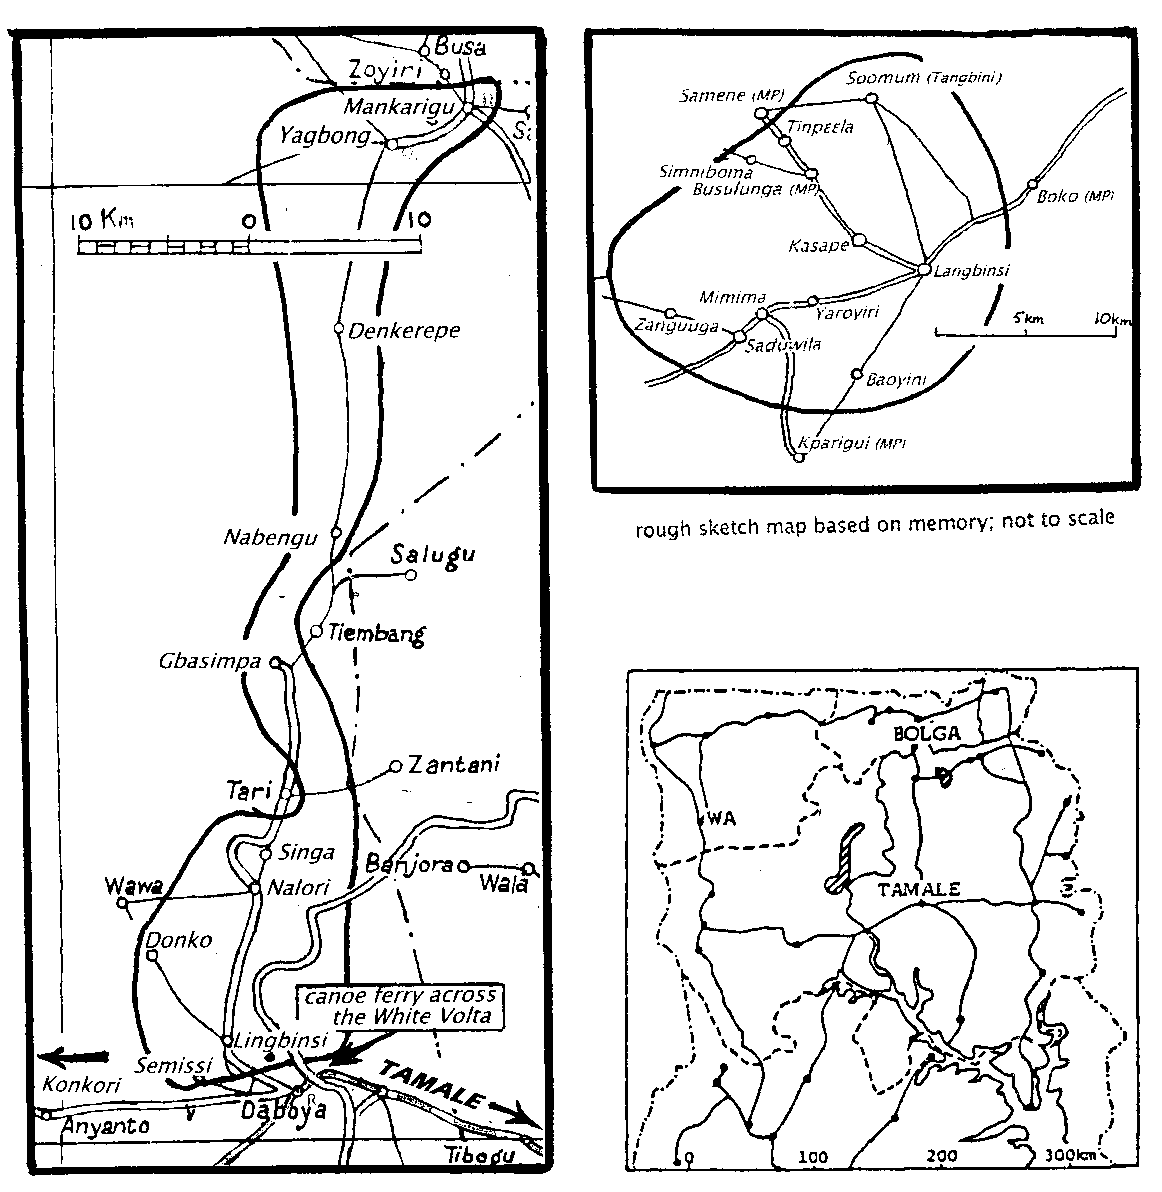 Busa
Zoyiri
Mankarigu
Yagbong
10 Km 0 10
Denkerepe
Nabengu
Salugu
Tiembang
Gbasimpa
Zantani
Tari
Singa
Banjora
Wala
Wawa
Nalori
Donko
canoe ferry across
the White Volta
Lingbinsi
Semissi
TAMALE
Konkori
Daboya
Anyanto
Tibogu
Soomum (Tangbini)
Samene (MP)
Tinpeela
Simniboma
Busulunga (MP)
Boko (MP)
Kasape
Langbinsi
Mimima
Yaroyiri
Zanguuga
Saduwila
5km 10km
Baoyini
Kparigui (MP)
rough sketch map based on memory; not to scale
BOLGA
WA
TAMALE
0 100 200 300km